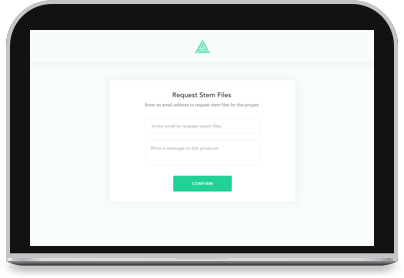 Request Stem Files
Enter an email address to request stem files for this project
Invite email to request steam files
Write a message to the producer
CONFIRM